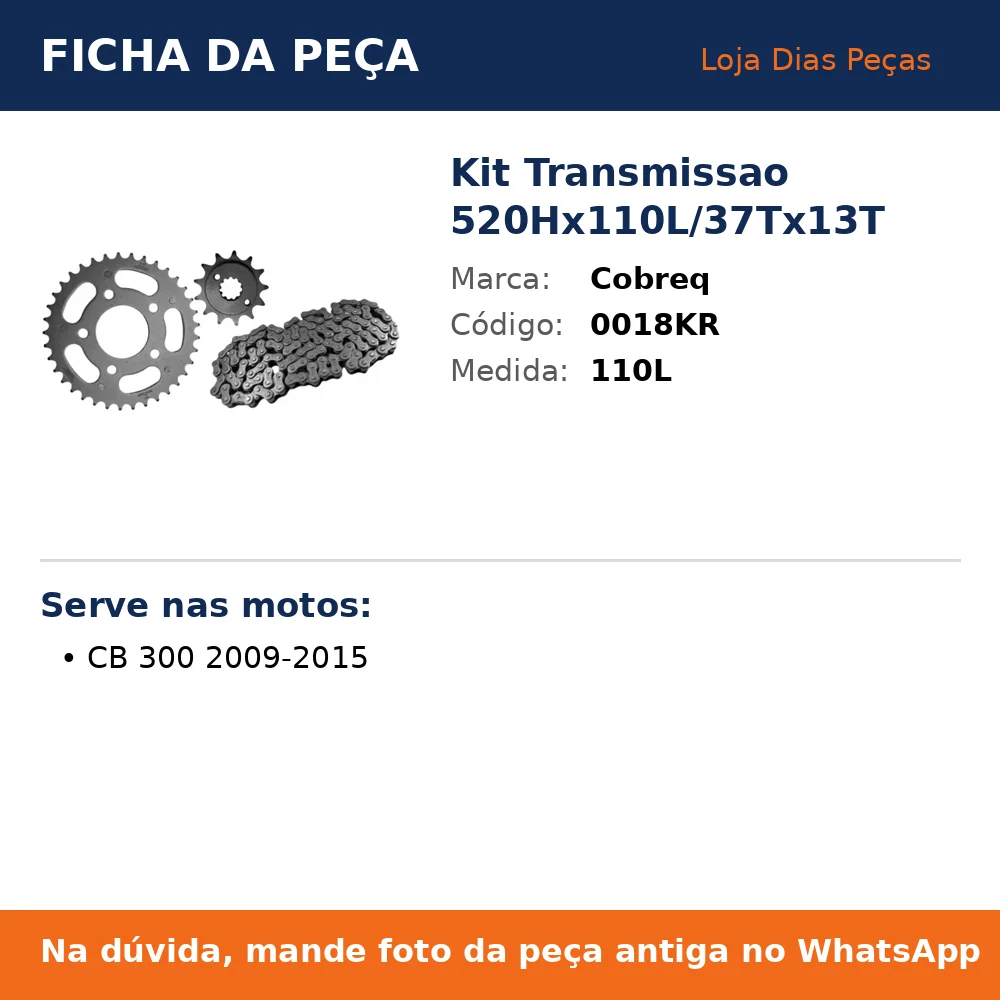 FICHA DA PEÇA
Loja Dias Peças
Kit Transmissao
520Hx110L/37Tx13T
Marca: Cobreq
Código: 0018KR
Medida: 110L
Serve nas motos:
• CB 300 2009-2015
Na dúvida, mande foto da peça antiga no WhatsApp